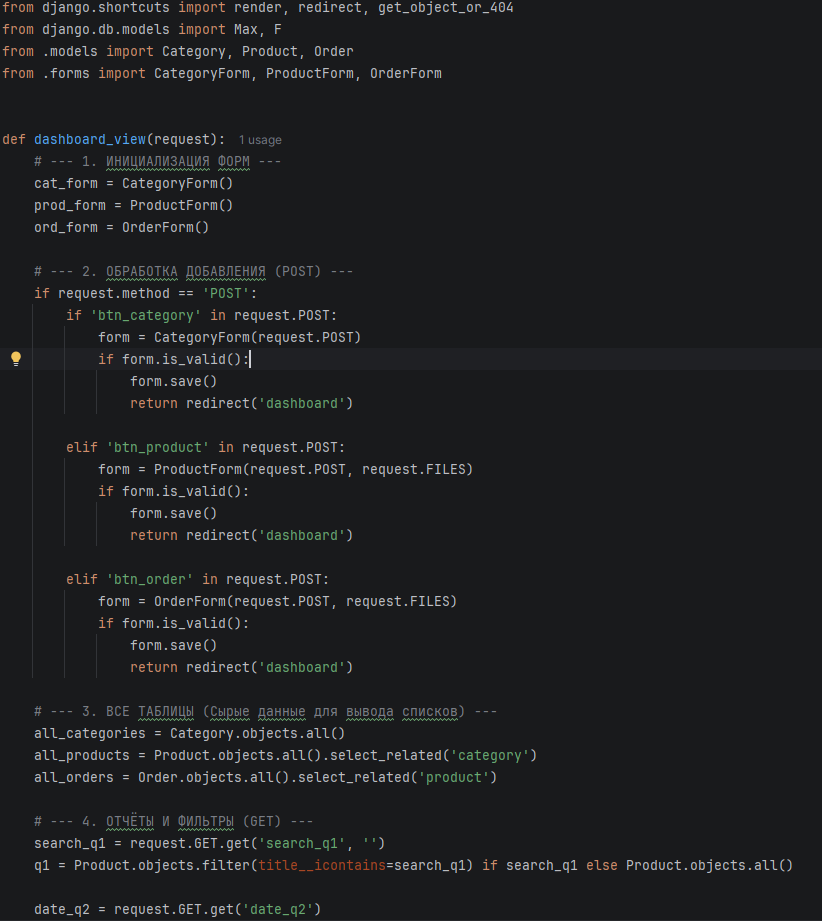 from django.shortcuts import render, redirect, get_object_or_404
from django.db.models import Max, F
from .models import Category, Product, Order
from .forms import CategoryForm, ProductForm, OrderForm
def dashboard_view(request): 1 usage
# --- 1. ИНИЦИАЛИЗАЦИЯ ФОРМ ---
cat_form = CategoryForm()
prod_form = ProductForm()
ord_form = OrderForm()
# --- 2. ОБРАБОТКА ДОБАВЛЕНИЯ (POST) ---
if request.method == 'POST':
if 'btn_category' in request.POST:
form = CategoryForm(request.POST)
if form.is_valid():
form.save()
return redirect('dashboard')
elif 'btn_product' in request.POST:
form = ProductForm(request.POST, request.FILES)
if form.is_valid():
form.save()
return redirect('dashboard')
elif 'btn_order' in request.POST:
form = OrderForm(request.POST, request.FILES)
if form.is_valid():
form.save()
return redirect('dashboard')
# --- 3. ВСЕ ТАБЛИЦЫ (Сырые данные для вывода списков) ---
all_categories = Category.objects.all()
all_products = Product.objects.all().select_related('category')
all_orders = Order.objects.all().select_related('product')
# --- 4. ОТЧЁТЫ И ФИЛЬТРЫ (GET) ---
search_q1 = request.GET.get('search_q1', '')
q1 = Product.objects.filter(title__icontains=search_q1) if search_q1 else Product.objects.all()
date_q2 = request.GET.get('date_q2')